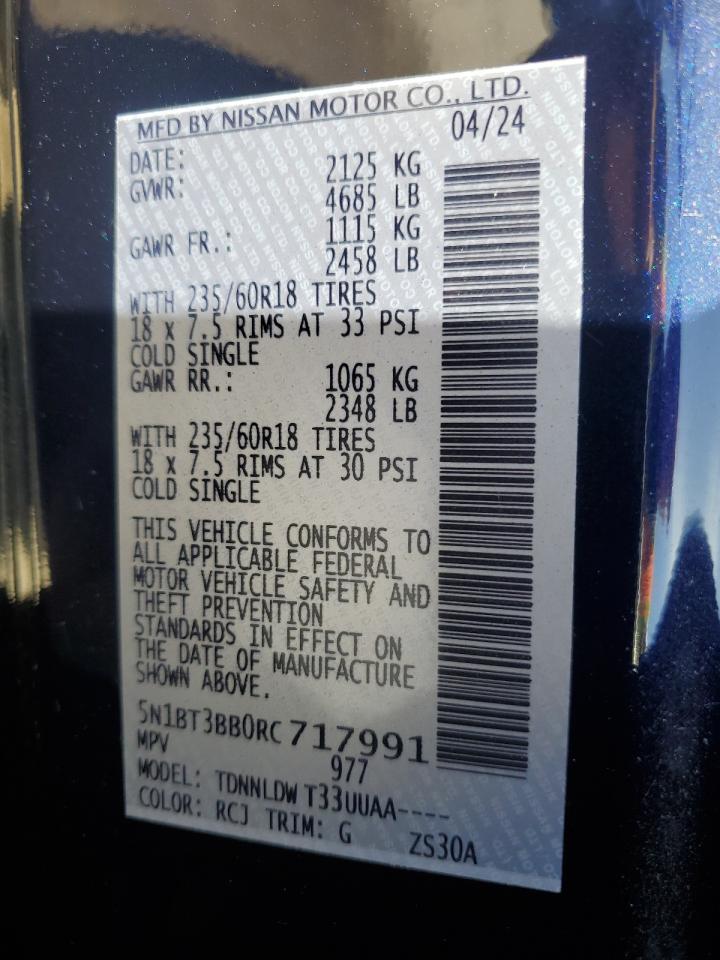 MFD BY NISSAN MOTOR CO., LTD.
DATE: 04/24
GVWR: 2125 KG
4685 LB
GAWR FR.: 1115 KG
2458 LB
WITH 235/60R18 TIRES
18 x 7.5 RIMS AT 33 PSI
COLD SINGLE
GAWR RR.: 1065 KG
2348 LB
WITH 235/60R18 TIRES
18 x 7.5 RIMS AT 30 PSI
COLD SINGLE
THIS VEHICLE CONFORMS TO
ALL APPLICABLE FEDERAL
MOTOR VEHICLE SAFETY AND
THEFT PREVENTION
STANDARDS IN EFFECT ON
THE DATE OF MANUFACTURE
SHOWN ABOVE.
5N1BT3BB0RC717991
MPV 977
MODEL: TDNNLDW T33UUAA----
COLOR: RCJ TRIM: G ZS30A